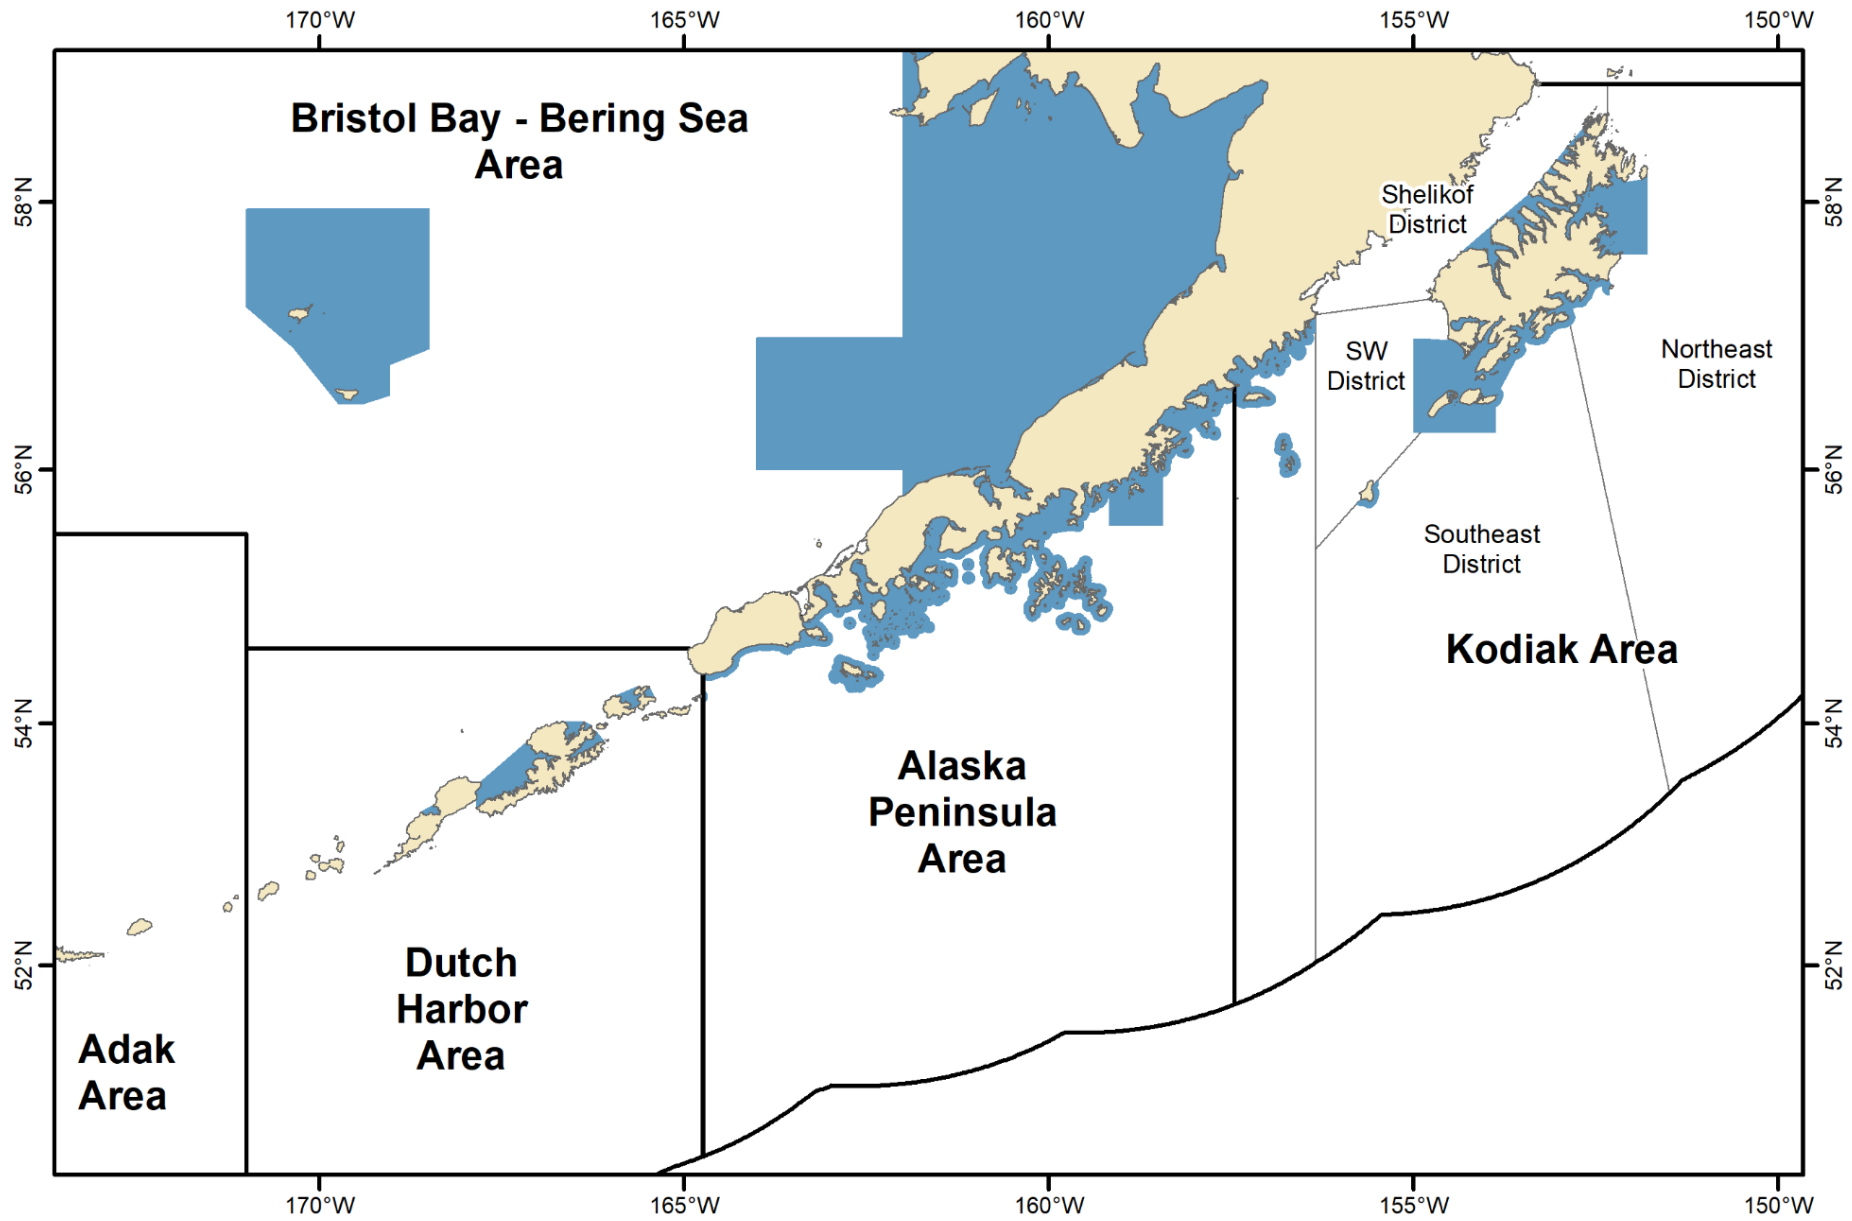 170°W 165°W 160°W 155°W 150°W
Bristol Bay - Bering Sea
Area
58°N
58°N
Shelikof
District
SW
District
Northeast
District
56°N
56°N
Southeast
District
Kodiak Area
54°N
54°N
Alaska
Peninsula
Area
52°N
52°N
Dutch
Harbor
Area
Adak
Area
170°W 165°W 160°W 155°W 150°W